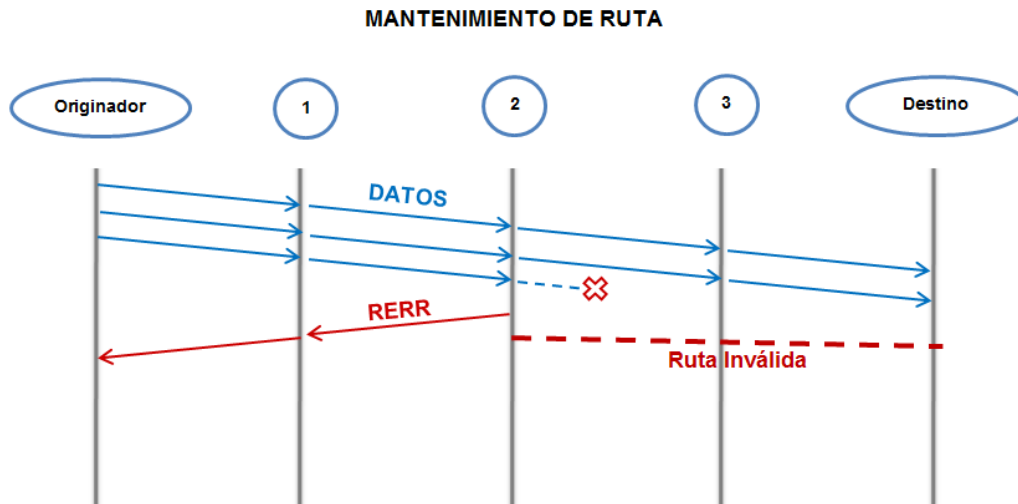 MANTENIMIENTO DE RUTA
Originador
1
2
3
Destino
DATOS
RERR
Ruta Inválida